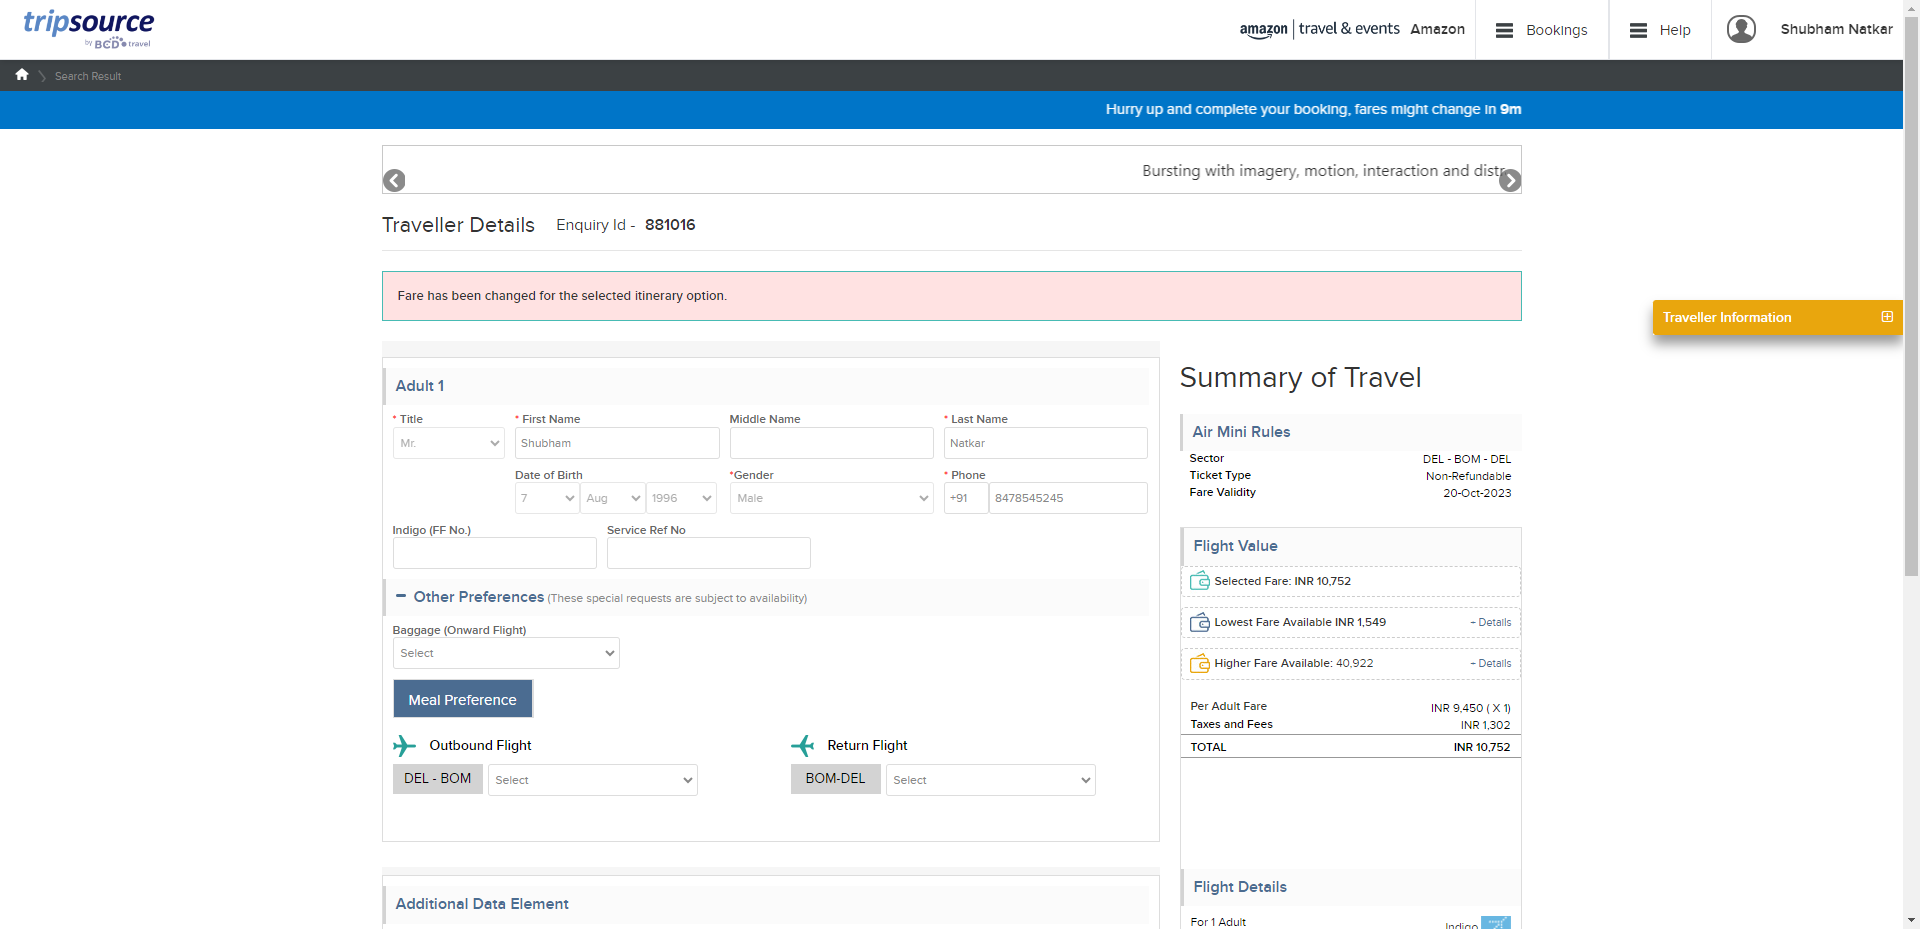 tripsource
by BCD travel
amazon travel & events Amazon
Bookings
Help
Shubham Natkar
Search Result
Hurry up and complete your booking, fares might change in 9m
Bursting with imagery, motion, interaction and distr
Traveller Details Enquiry Id - 881016
Fare has been changed for the selected itinerary option.
Traveller Information
Adult 1
* Title * First Name Middle Name * Last Name
Mr. Shubham Natkar
Date of Birth *Gender * Phone
7 Aug 1996 Male +91 8478545245
Indigo (FF No.) Service Ref No
Other Preferences (These special requests are subject to availability)
Baggage (Onward Flight)
Select
Meal Preference
Outbound Flight Return Flight
DEL - BOM Select BOM-DEL Select
Additional Data Element
Summary of Travel
Air Mini Rules
Sector DEL - BOM - DEL
Ticket Type Non-Refundable
Fare Validity 20-Oct-2023
Flight Value
Selected Fare: INR 10,752
Lowest Fare Available INR 1,549 + Details
Higher Fare Available: 40,922 + Details
Per Adult Fare INR 9,450 ( X 1)
Taxes and Fees INR 1,302
TOTAL INR 10,752
Flight Details
For 1 Adult Indigo